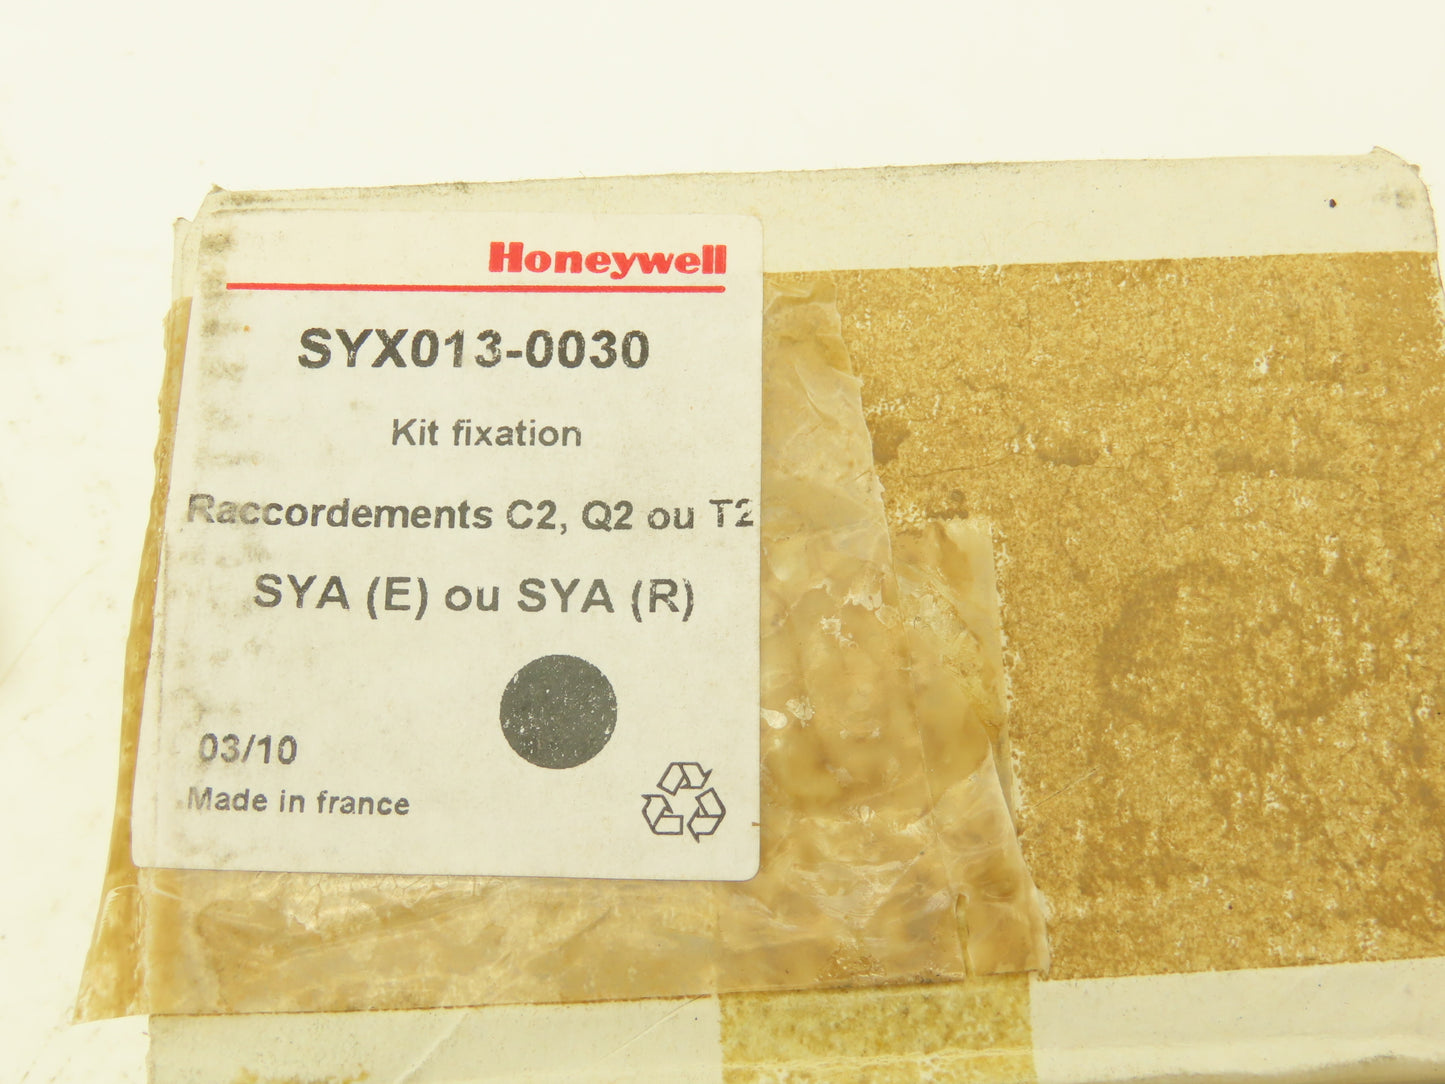 Honeywell
SYX013-0030
Kit fixation
Raccordements C2, Q2 ou T2
SYA (E) ou SYA (R)
03/10
Made in france